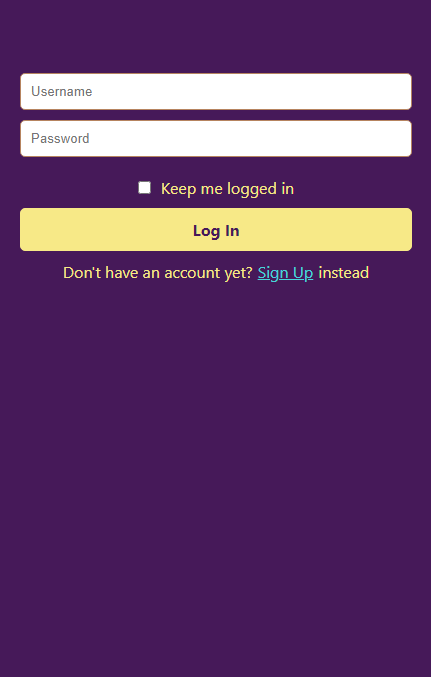 Username
Password
Keep me logged in
Log In
Don't have an account yet? Sign Up instead